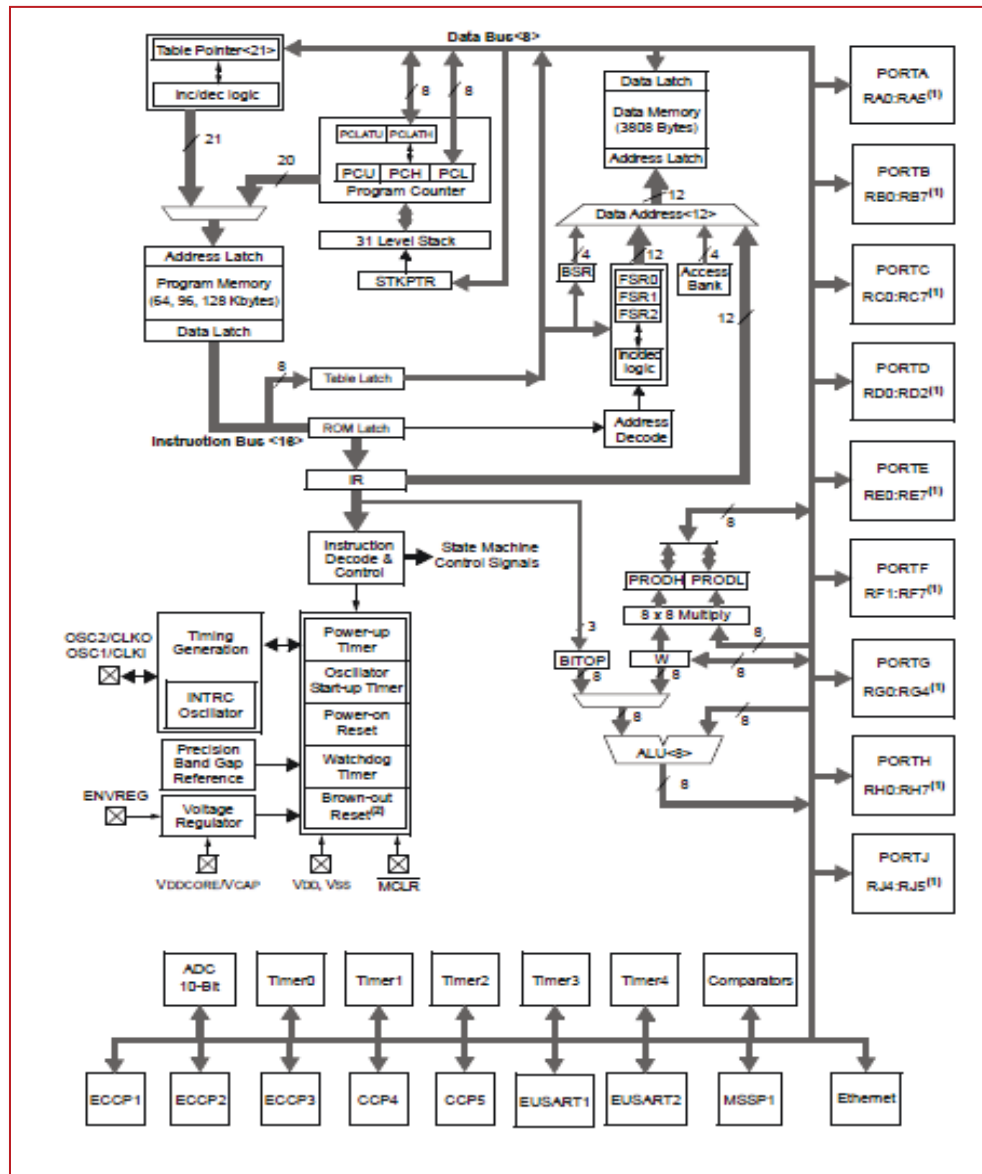 Data Bus<8>
Table Pointer<21>
inc/dec logic
21
20
8
8
PCLATU PCLATH
PCU PCH PCL
Program Counter
31 Level Stack
STKPTR
Address Latch
Program Memory
(64, 96, 128 Kbytes)
Data Latch
8
Table Latch
Instruction Bus <16>
ROM Latch
IR
Data Latch
Data Memory
(3808 Bytes)
Address Latch
12
Data Address<12>
4
12
4
BSR
FSR0
FSR1
FSR2
Access
Bank
12
inc/dec
logic
Address
Decode
Instruction
Decode &
Control
State Machine
Control Signals
8
PRODH PRODL
8 x 8 Multiply
3
8
BITOP
W
8
8
8
8
8
ALU<8>
8
OSC2/CLKO
OSC1/CLKI
Timing
Generation
INTRC
Oscillator
Power-up
Timer
Oscillator
Start-up Timer
Power-on
Reset
Watchdog
Timer
Brown-out
Reset(2)
Precision
Band Gap
Reference
ENVREG
Voltage
Regulator
VDDCORE/VCAP
VDD, VSS
MCLR
PORTA
RA0:RA5(1)
PORTB
RB0:RB7(1)
PORTC
RC0:RC7(1)
PORTD
RD0:RD2(1)
PORTE
RE0:RE7(1)
PORTF
RF1:RF7(1)
PORTG
RG0:RG4(1)
PORTH
RH0:RH7(1)
PORTJ
RJ4:RJ5(1)
ADC
10-Bit
Timer0
Timer1
Timer2
Timer3
Timer4
Comparators
ECCP1
ECCP2
ECCP3
CCP4
CCP5
EUSART1
EUSART2
MSSP1
Ethernet